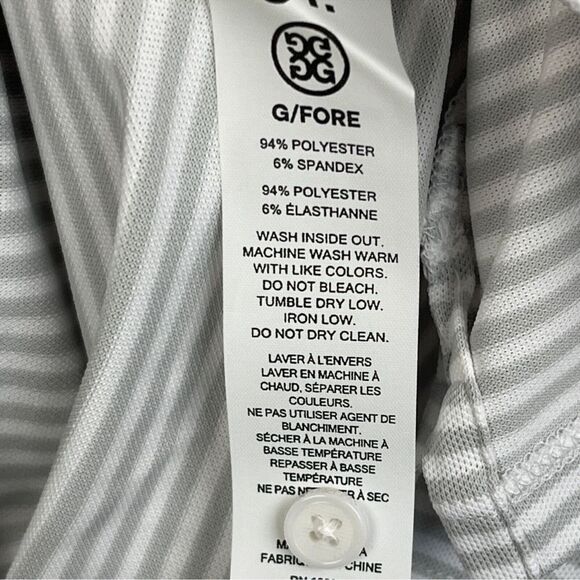 G/FORE
94% POLYESTER
6% SPANDEX
94% POLYESTER
6% ÉLASTHANNE
WASH INSIDE OUT.
MACHINE WASH WARM
WITH LIKE COLORS.
DO NOT BLEACH.
TUMBLE DRY LOW.
IRON LOW.
DO NOT DRY CLEAN.
LAVER À L'ENVERS
LAVER EN MACHINE À
CHAUD, SÉPARER LES
COULEURS.
NE PAS UTILISER AGENT DE
BLANCHIMENT.
SÉCHER À LA MACHINE À
BASSE TEMPÉRATURE
REPASSER À BASSE
TEMPÉRATURE
NE PAS À SEC